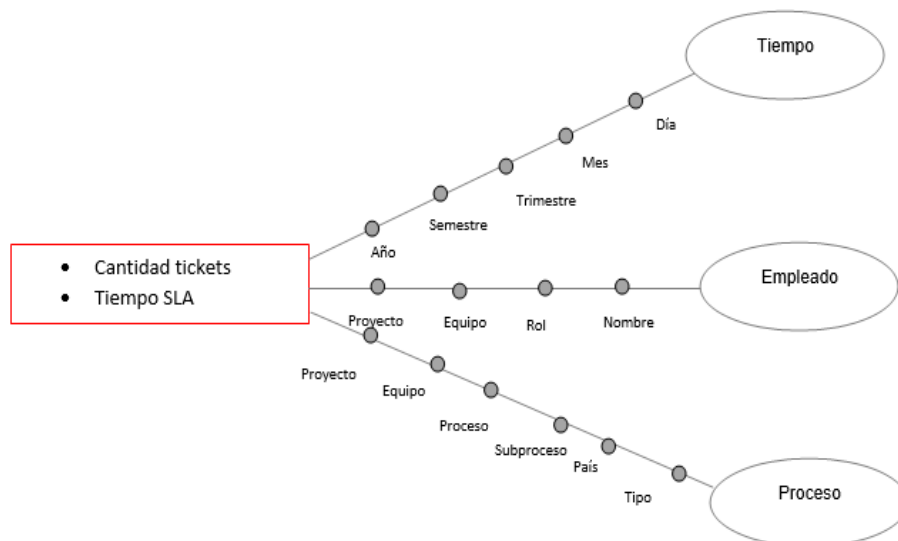 Tiempo
Día
Mes
Trimestre
Semestre
Año
• Cantidad tickets
• Tiempo SLA
Empleado
Proyecto
Equipo
Rol
Nombre
Proyecto
Equipo
Proceso
Subproceso
País
Tipo
Proceso